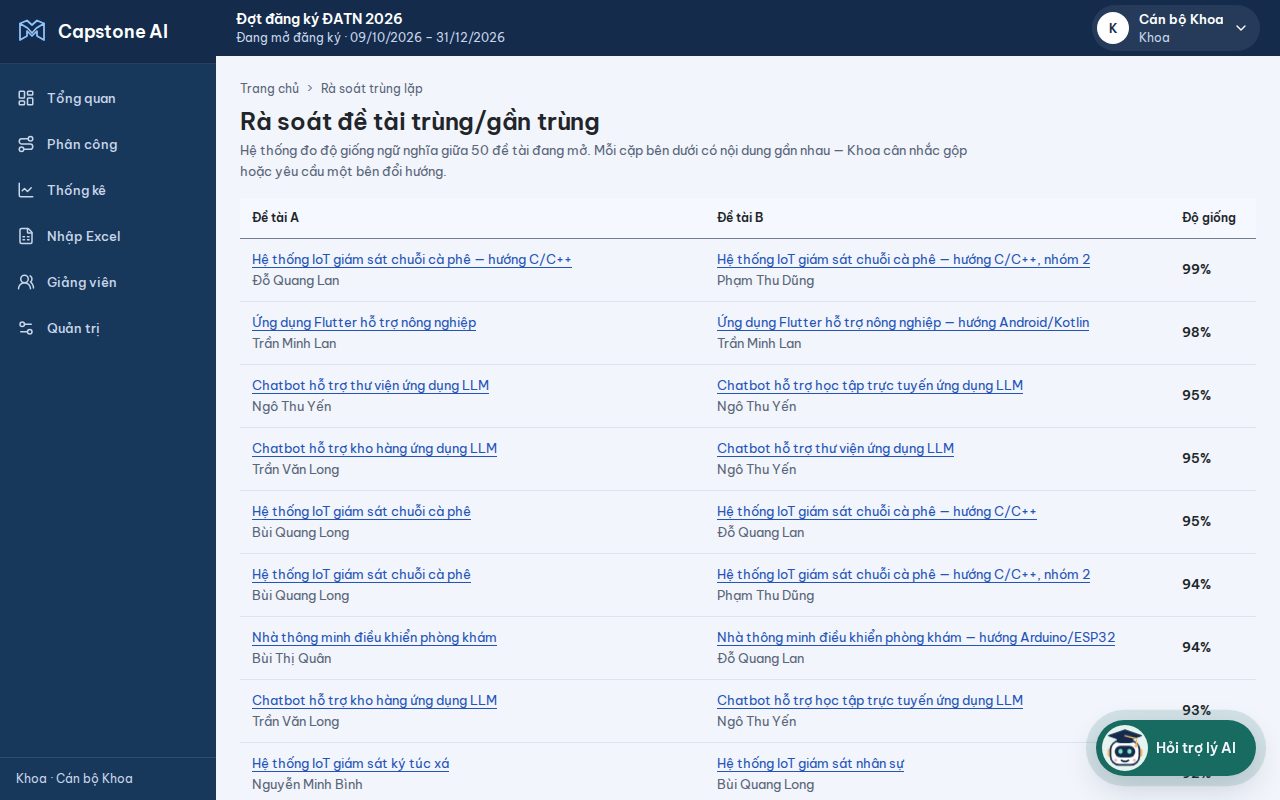 Capstone AI
Đợt đăng ký ĐATN 2026
Đang mở đăng ký · 09/10/2026 – 31/12/2026
K
Cán bộ Khoa
Khoa
Tổng quan
Phân công
Thống kê
Nhập Excel
Giảng viên
Quản trị
Khoa · Cán bộ Khoa
Trang chủ › Rà soát trùng lặp
Rà soát đề tài trùng/gần trùng
Hệ thống đo độ giống ngữ nghĩa giữa 50 đề tài đang mở. Mỗi cặp bên dưới có nội dung gần nhau — Khoa cân nhắc gộp
hoặc yêu cầu một bên đổi hướng.
Đề tài A Đề tài B Độ giống
Hệ thống IoT giám sát chuỗi cà phê — hướng C/C++ Hệ thống IoT giám sát chuỗi cà phê — hướng C/C++, nhóm 2 99%
Đỗ Quang Lan Phạm Thu Dũng
Ứng dụng Flutter hỗ trợ nông nghiệp Ứng dụng Flutter hỗ trợ nông nghiệp — hướng Android/Kotlin 98%
Trần Minh Lan Trần Minh Lan
Chatbot hỗ trợ thư viện ứng dụng LLM Chatbot hỗ trợ học tập trực tuyến ứng dụng LLM 95%
Ngô Thu Yến Ngô Thu Yến
Chatbot hỗ trợ kho hàng ứng dụng LLM Chatbot hỗ trợ thư viện ứng dụng LLM 95%
Trần Văn Long Ngô Thu Yến
Hệ thống IoT giám sát chuỗi cà phê Hệ thống IoT giám sát chuỗi cà phê — hướng C/C++ 95%
Bùi Quang Long Đỗ Quang Lan
Hệ thống IoT giám sát chuỗi cà phê Hệ thống IoT giám sát chuỗi cà phê — hướng C/C++, nhóm 2 94%
Bùi Quang Long Phạm Thu Dũng
Nhà thông minh điều khiển phòng khám Nhà thông minh điều khiển phòng khám — hướng Arduino/ESP32 94%
Bùi Thị Quân Đỗ Quang Lan
Chatbot hỗ trợ kho hàng ứng dụng LLM Chatbot hỗ trợ học tập trực tuyến ứng dụng LLM 93%
Trần Văn Long Ngô Thu Yến
Hệ thống IoT giám sát ký túc xá Hệ thống IoT giám sát nhân sự
Nguyễn Minh Bình Bùi Quang Long
Hỏi trợ lý AI